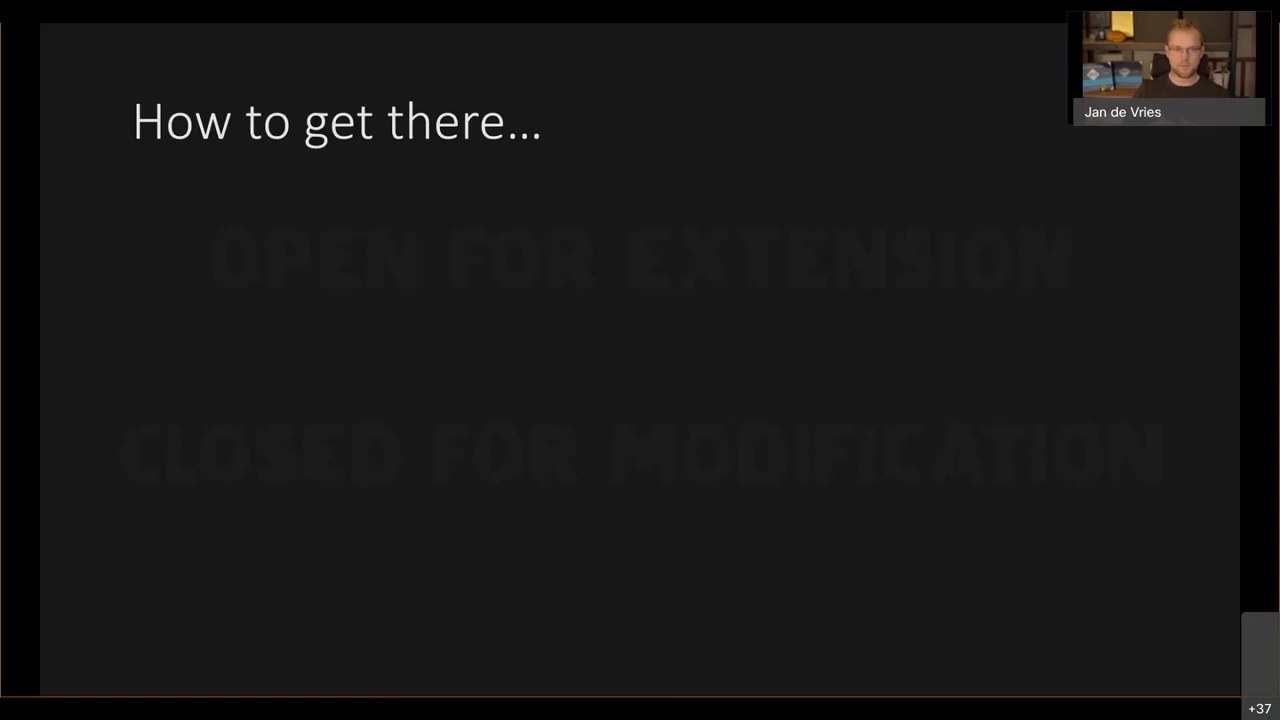 How to get there...
Jan de Vries
OPEN FOR EXTENSION
CLOSED FOR MODIFICATION
+37